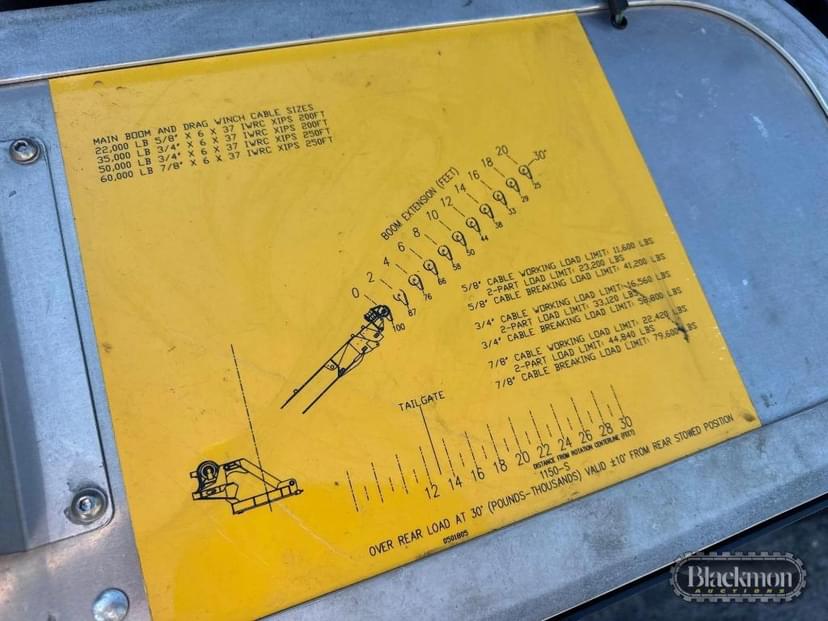 MAIN BOOM AND DRAG WINCH CABLE SIZES
22,000 LB 5/8" X 6 X 37 IWRC XIPS 200FT
35,000 LB 3/4" X 6 X 37 IWRC XIPS 200FT
50,000 LB 3/4" X 6 X 37 IWRC XIPS 250FT
60,000 LB 7/8" X 6 X 37 IWRC XIPS 250FT
BOOM EXTENSION (FEET)
0 2 4 6 8 10 12 14 16 18 20
30°
100 87 76 66 58 50 44 38 33 29 25
5/8" CABLE WORKING LOAD LIMIT: 11,600 LBS
2-PART LOAD LIMIT: 23,200 LBS
5/8" CABLE BREAKING LOAD LIMIT: 41,200 LBS
3/4" CABLE WORKING LOAD LIMIT: 16,560 LBS
2-PART LOAD LIMIT: 33,120 LBS
3/4" CABLE BREAKING LOAD LIMIT: 58,800 LBS
7/8" CABLE WORKING LOAD LIMIT: 22,420 LBS
2-PART LOAD LIMIT: 44,840 LBS
7/8" CABLE BREAKING LOAD LIMIT: 79,600 LBS
TAILGATE
12 14 16 18 20 22 24 26 28 30
DISTANCE FROM ROTATION CENTERLINE (FEET)
1150-S
OVER REAR LOAD AT 30° (POUNDS-THOUSANDS) VALID ±10° FROM REAR STOWED POSITION
0501805
Blackmon
AUCTIONS